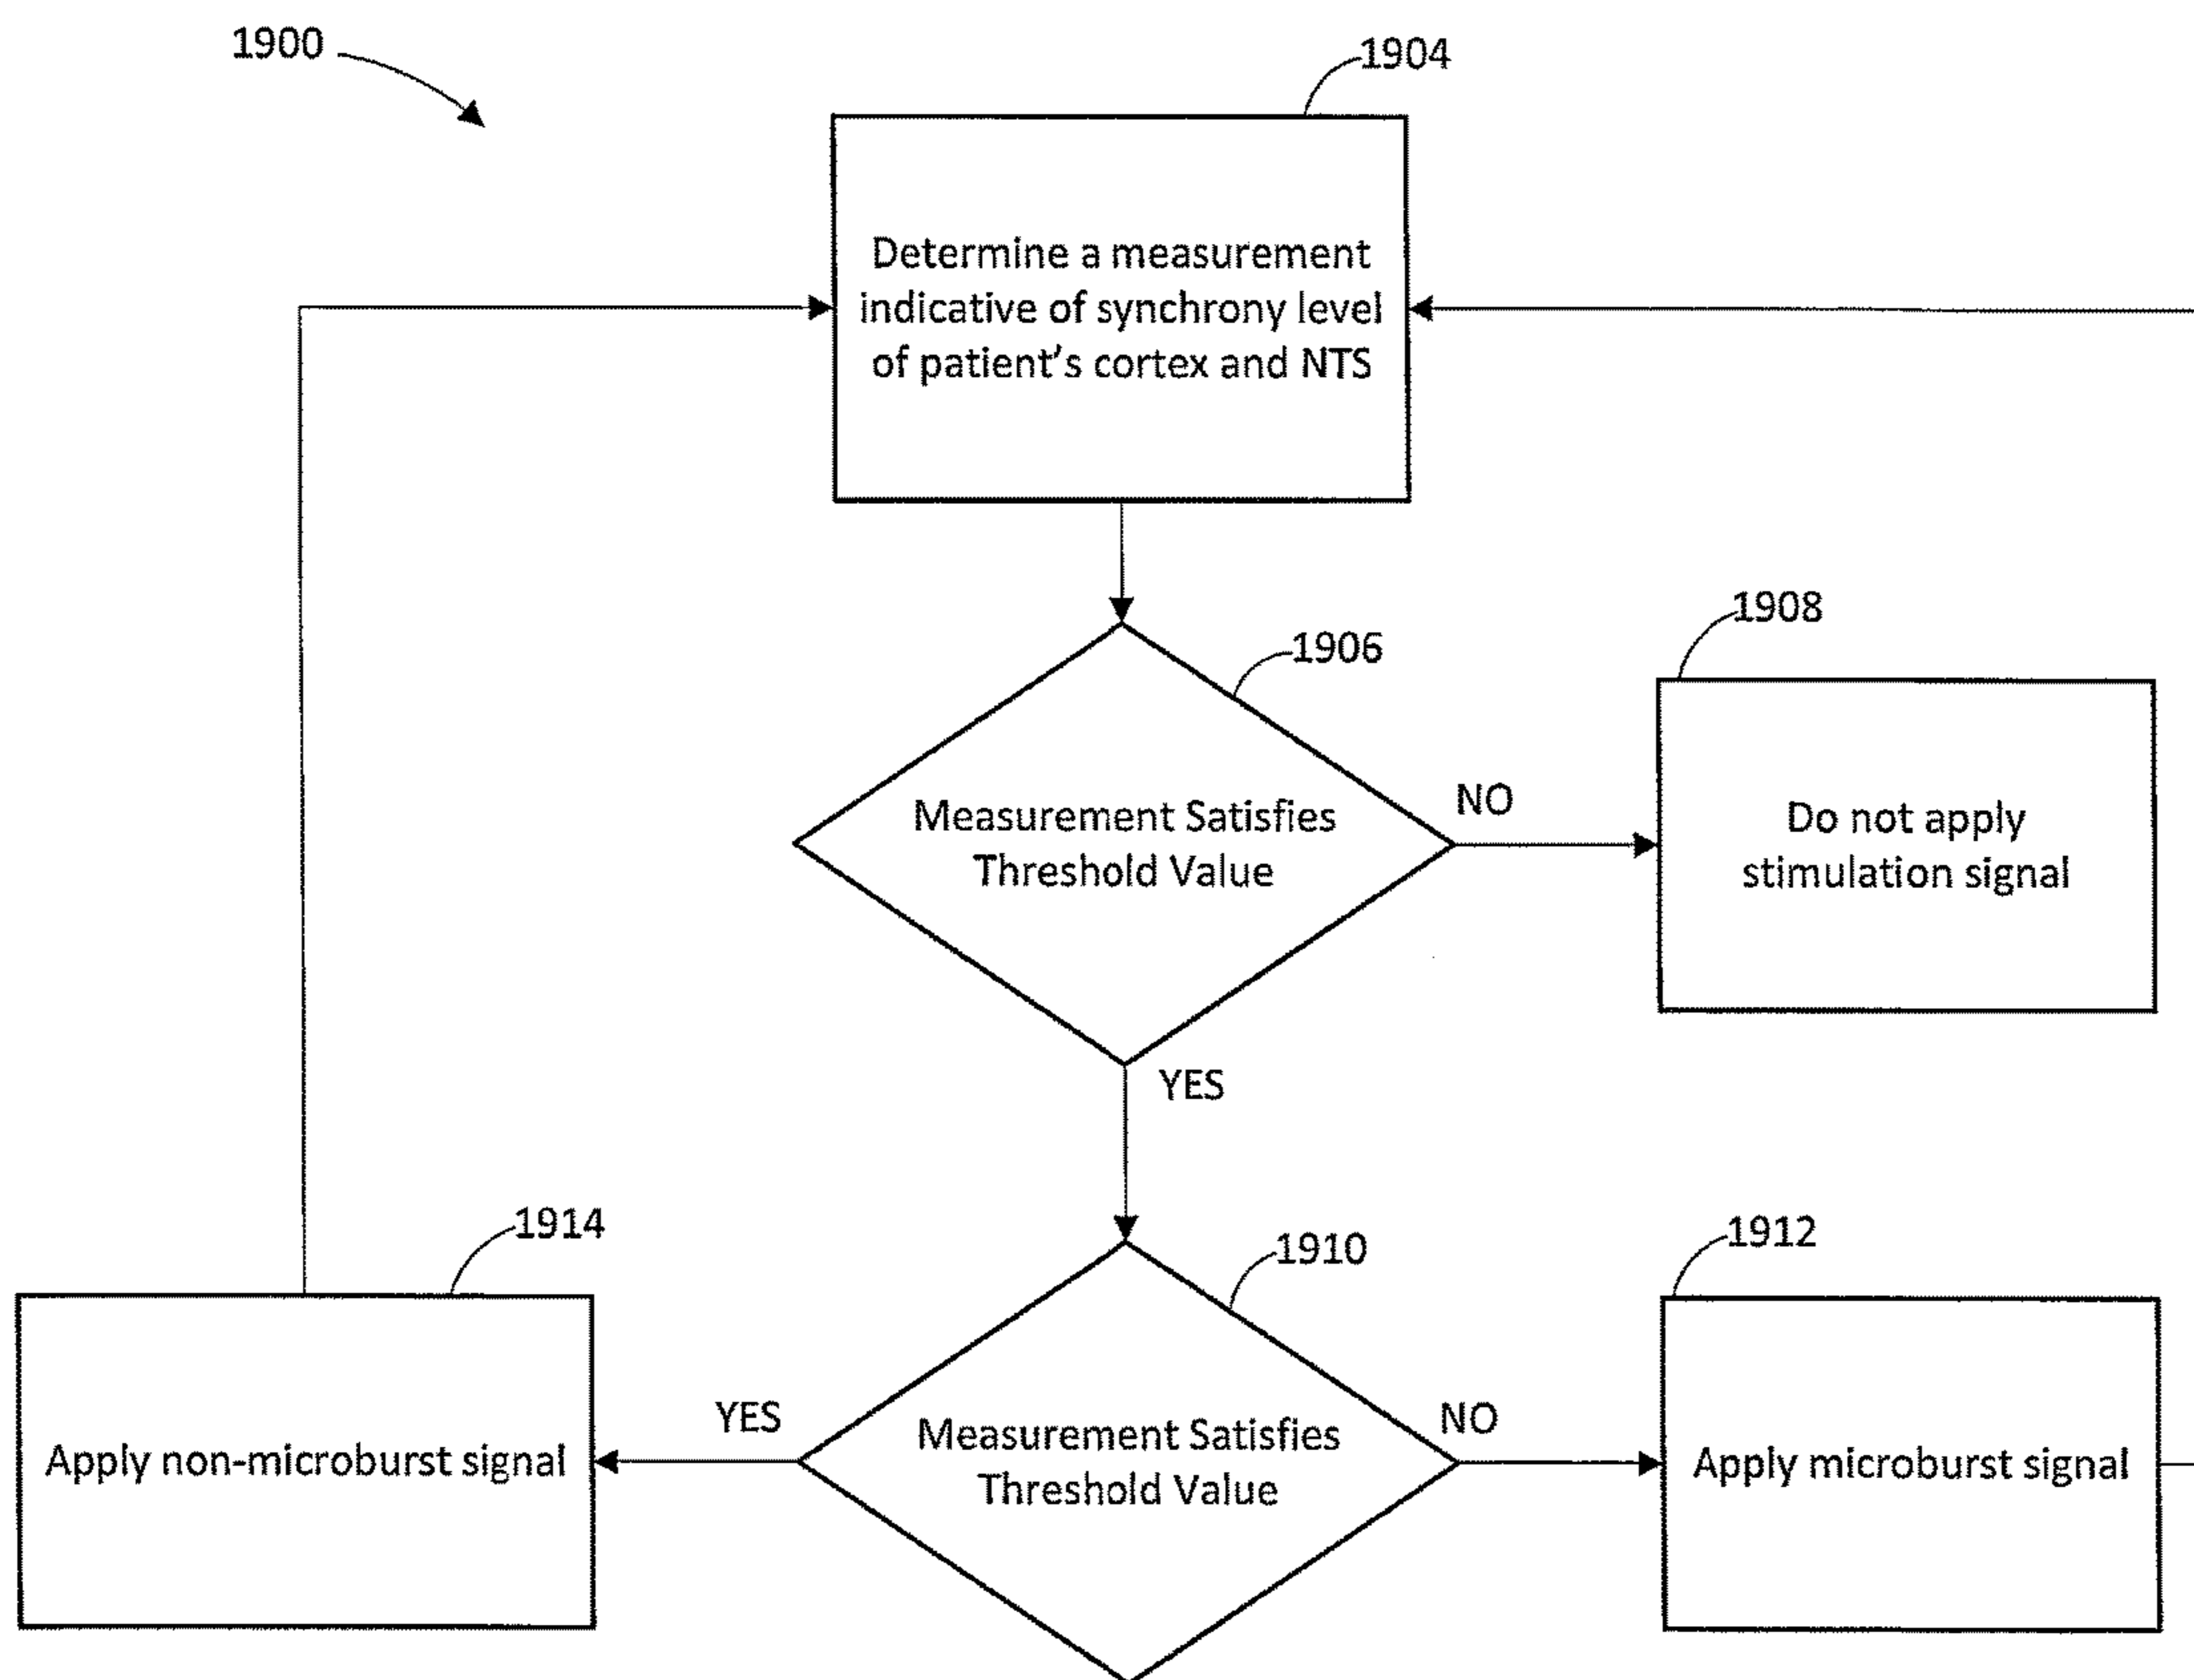 1900
1904
Determine a measurement
indicative of synchrony level
of patient's cortex and NTS
1906
1908
Measurement Satisfies
Threshold Value
NO
Do not apply
stimulation signal
YES
1914
1910
1912
Apply non-microburst signal
YES
Measurement Satisfies
Threshold Value
NO
Apply microburst signal